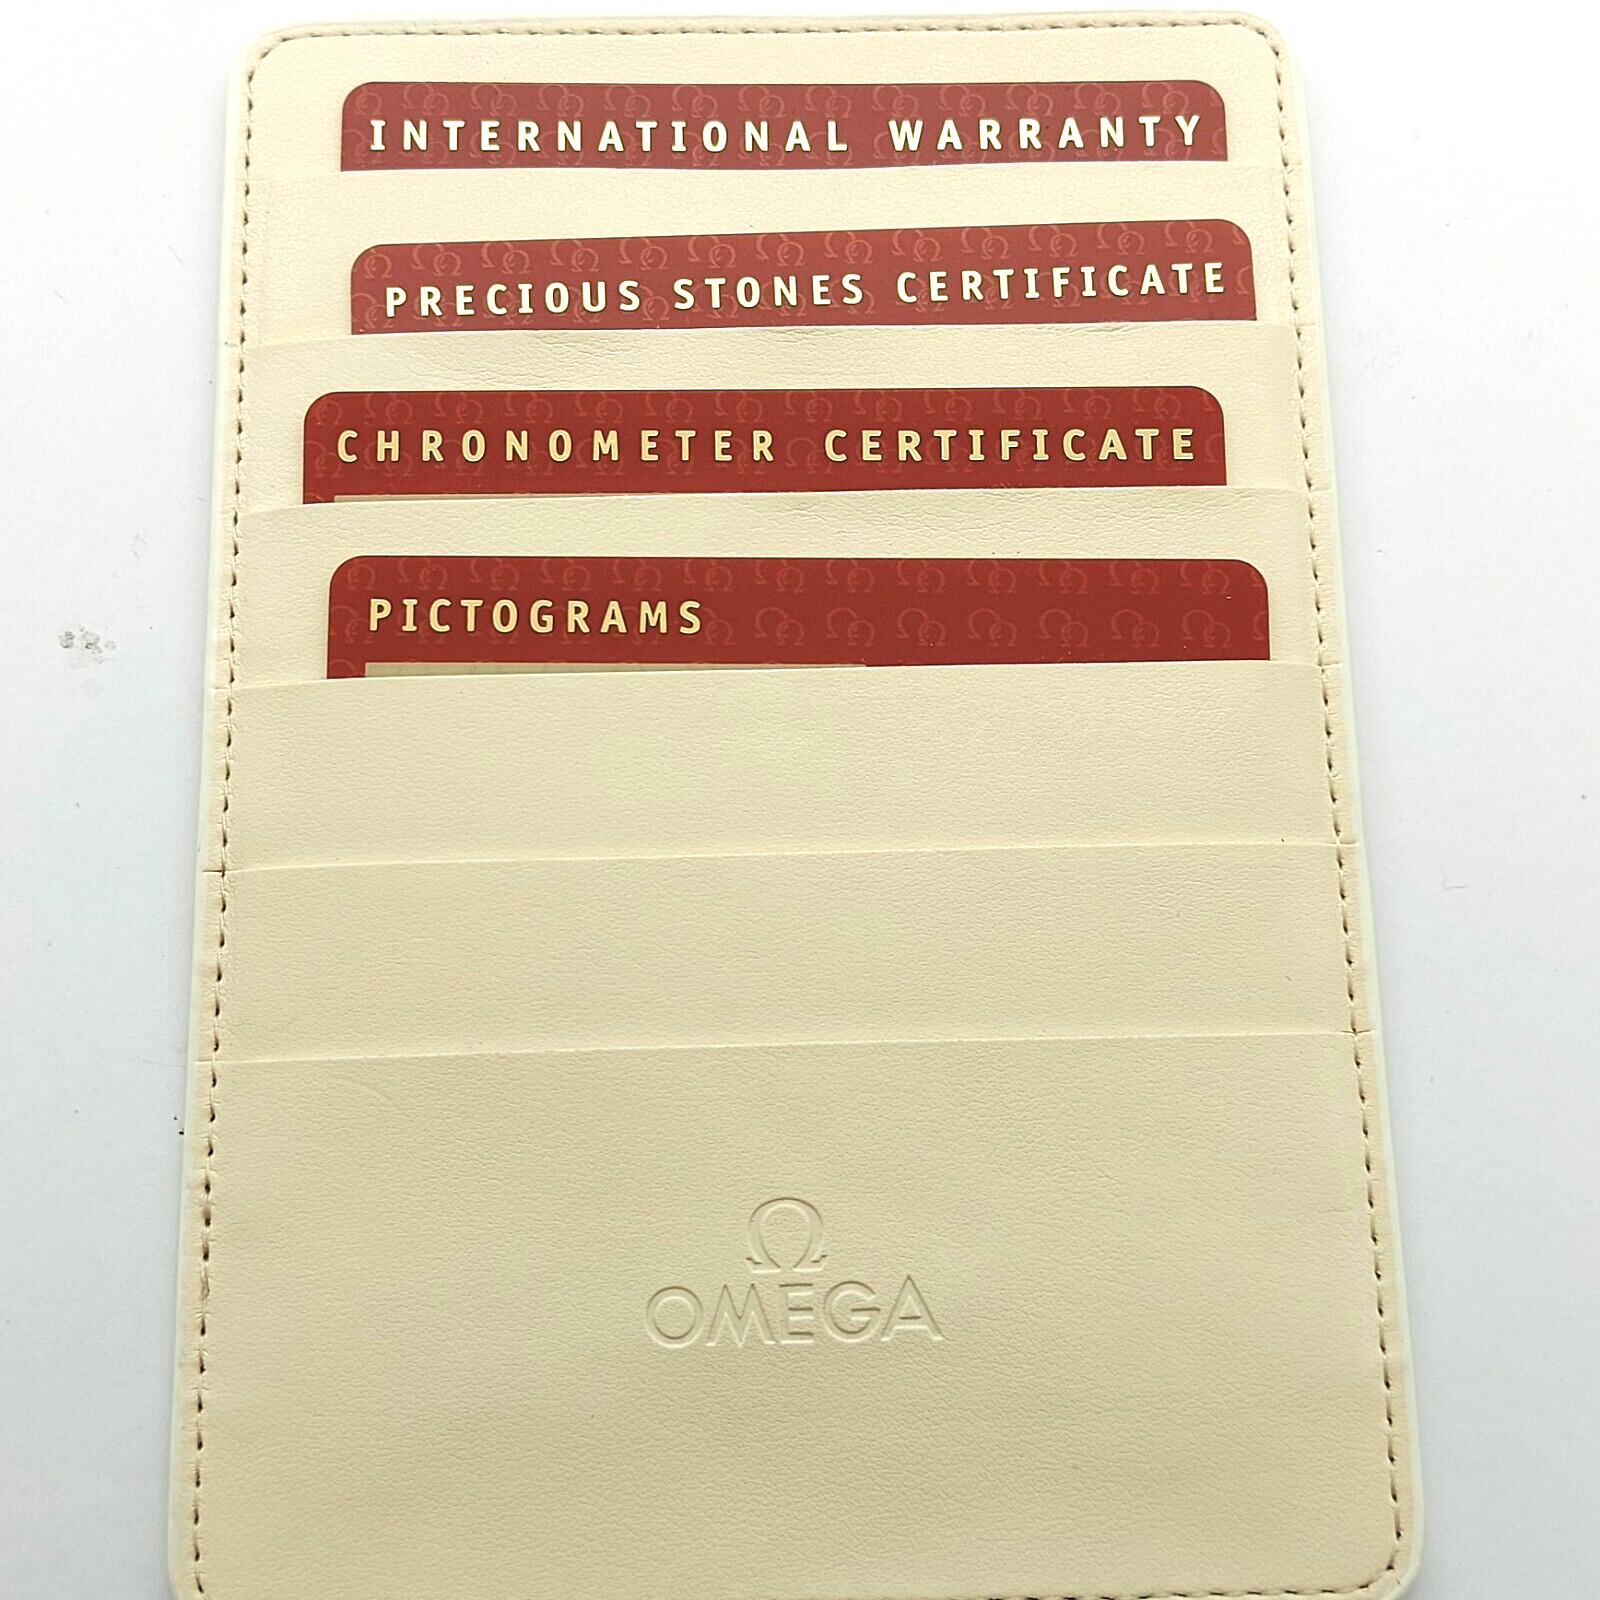 INTERNATIONAL WARRANTY
PRECIOUS STONES CERTIFICATE
CHRONOMETER CERTIFICATE
PICTOGRAMS
Ω
OMEGA